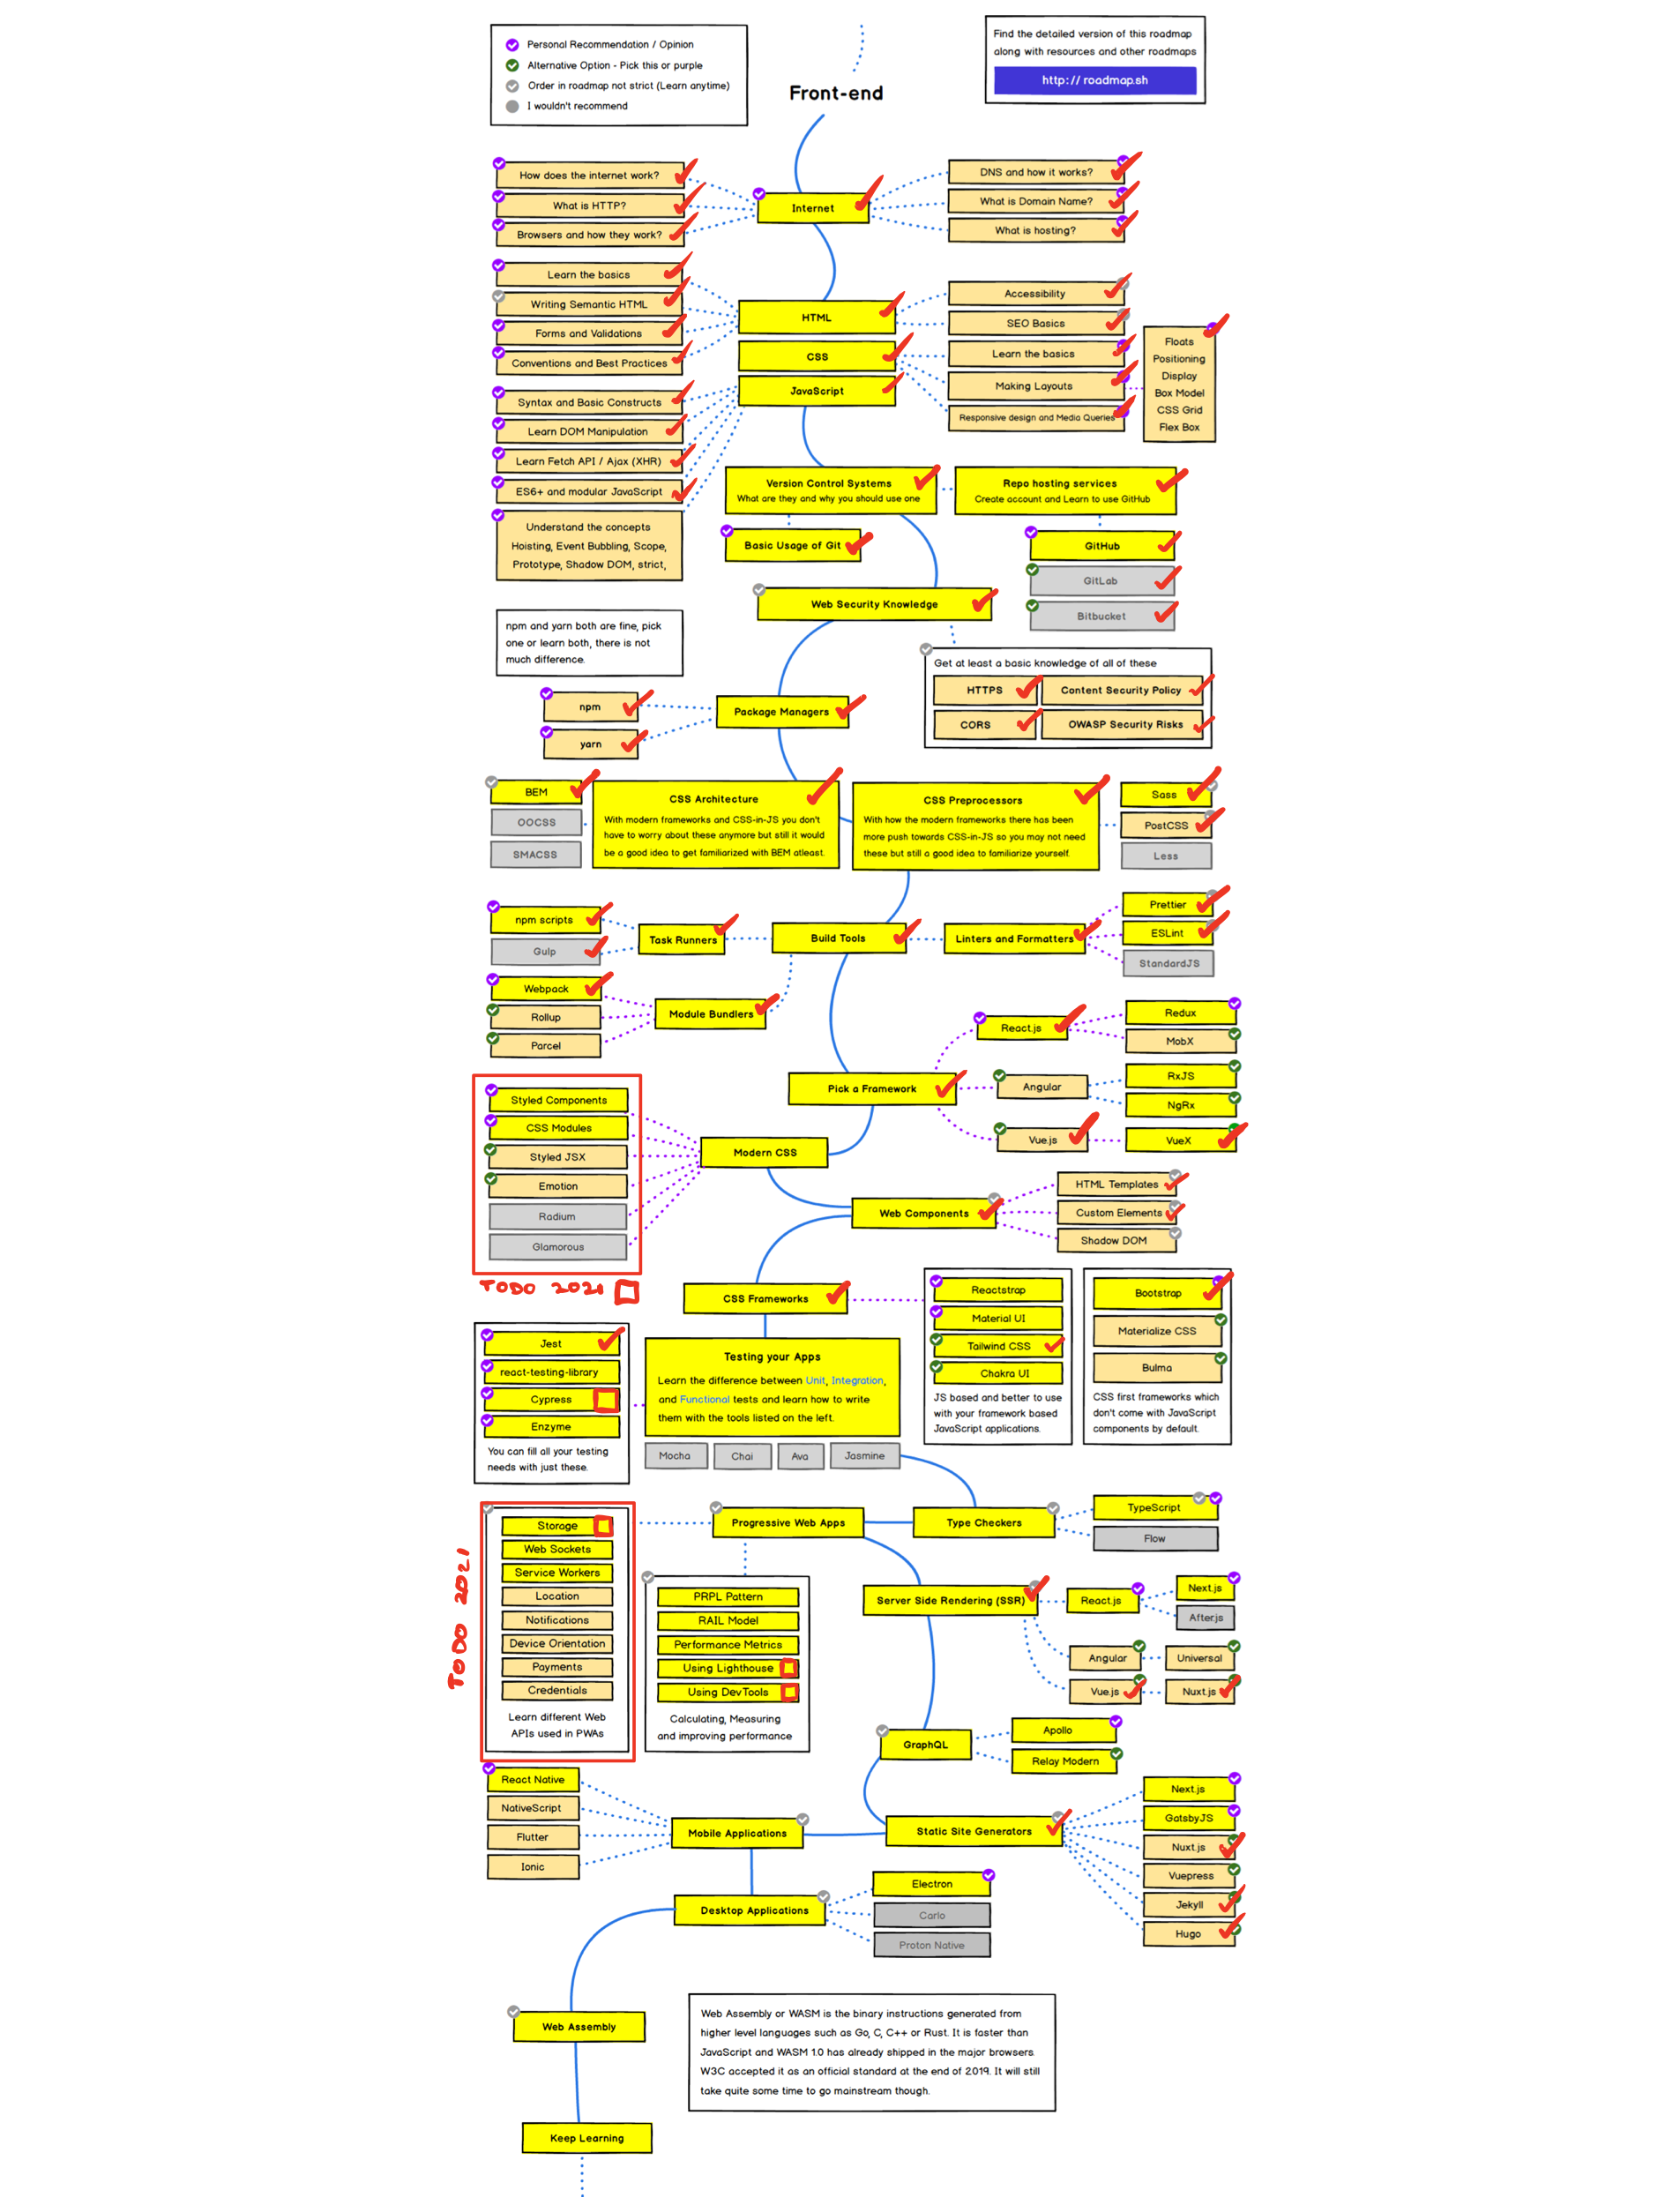 Personal Recommendation / Opinion
Alternative Option - Pick this or purple
Order in roadmap not strict (Learn anytime)
I wouldn't recommend
Find the detailed version of this roadmap
along with resources and other roadmaps
http:// roadmap.sh
Front-end
How does the internet work?
What is HTTP?
Browsers and how they work?
Internet
DNS and how it works?
What is Domain Name?
What is hosting?
Learn the basics
Writing Semantic HTML
Forms and Validations
Conventions and Best Practices
HTML
CSS
JavaScript
Accessibility
SEO Basics
Learn the basics
Making Layouts
Responsive design and Media Queries
Floats
Positioning
Display
Box Model
CSS Grid
Flex Box
Syntax and Basic Constructs
Learn DOM Manipulation
Learn Fetch API / Ajax (XHR)
ES6+ and modular JavaScript
Understand the concepts
Hoisting, Event Bubbling, Scope,
Prototype, Shadow DOM, strict,
Version Control Systems
What are they and why you should use one
Basic Usage of Git
Repo hosting services
Create account and Learn to use GitHub
GitHub
GitLab
Bitbucket
Web Security Knowledge
Get at least a basic knowledge of all of these
HTTPS
Content Security Policy
CORS
OWASP Security Risks
npm and yarn both are fine, pick
one or learn both, there is not
much difference.
npm
yarn
Package Managers
BEM
OOCSS
SMACSS
CSS Architecture
With modern frameworks and CSS-in-JS you don't
have to worry about these anymore but still it would
be a good idea to get familiarized with BEM atleast.
CSS Preprocessors
With how the modern frameworks there has been
more push towards CSS-in-JS so you may not need
these but still a good idea to familiarize yourself.
Sass
PostCSS
Less
npm scripts
Gulp
Task Runners
Build Tools
Linters and Formatters
Prettier
ESLint
StandardJS
Webpack
Rollup
Parcel
Module Bundlers
React.js
Redux
MobX
Pick a Framework
Angular
RxJS
NgRx
Vue.js
VueX
Styled Components
CSS Modules
Styled JSX
Emotion
Radium
Glamorous
TODO 2021
Modern CSS
Web Components
HTML Templates
Custom Elements
Shadow DOM
CSS Frameworks
Reactstrap
Material UI
Tailwind CSS
Chakra UI
JS based and better to use
with your framework based
JavaScript applications.
Bootstrap
Materialize CSS
Bulma
CSS first frameworks which
don't come with JavaScript
components by default.
Jest
react-testing-library
Cypress
Enzyme
You can fill all your testing
needs with just these.
Testing your Apps
Learn the difference between Unit, Integration,
and Functional tests and learn how to write
them with the tools listed on the left.
Mocha
Chai
Ava
Jasmine
TODO 2021
Storage
Web Sockets
Service Workers
Location
Notifications
Device Orientation
Payments
Credentials
Learn different Web
APIs used in PWAs
Progressive Web Apps
Type Checkers
TypeScript
Flow
PRPL Pattern
RAIL Model
Performance Metrics
Using Lighthouse
Using DevTools
Calculating, Measuring
and improving performance
Server Side Rendering (SSR)
React.js
Next.js
After.js
Angular
Universal
Vue.js
Nuxt.js
GraphQL
Apollo
Relay Modern
React Native
NativeScript
Flutter
Ionic
Mobile Applications
Static Site Generators
Next.js
GatsbyJS
Nuxt.js
Vuepress
Jekyll
Hugo
Desktop Applications
Electron
Carlo
Proton Native
Web Assembly
Web Assembly or WASM is the binary instructions generated from
higher level languages such as Go, C, C++ or Rust. It is faster than
JavaScript and WASM 1.0 has already shipped in the major browsers.
W3C accepted it as an official standard at the end of 2019. It will still
take quite some time to go mainstream though.
Keep Learning